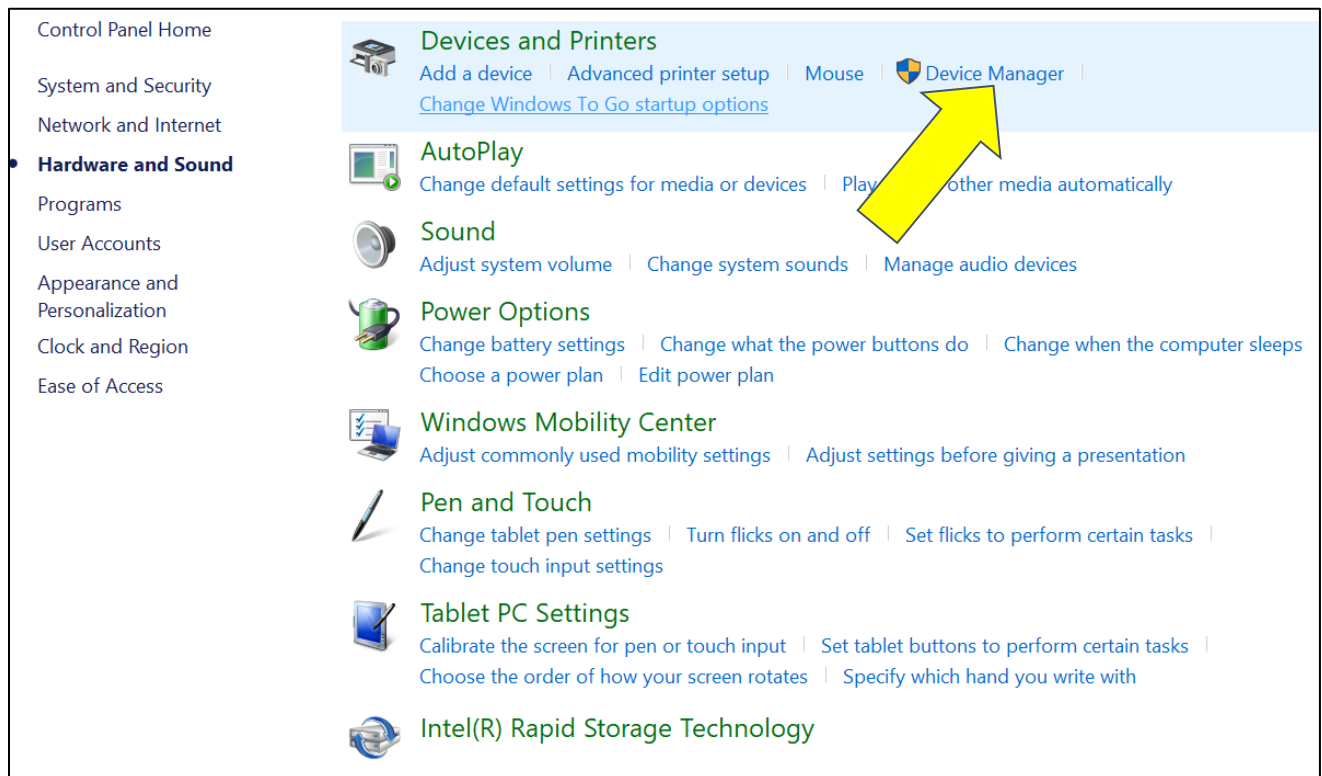 Control Panel Home
System and Security
Network and Internet
Hardware and Sound
Programs
User Accounts
Appearance and
Personalization
Clock and Region
Ease of Access
Devices and Printers
Add a device | Advanced printer setup | Mouse | Device Manager |
Change Windows To Go startup options
AutoPlay
Change default settings for media or devices | Play other media automatically
Sound
Adjust system volume | Change system sounds | Manage audio devices
Power Options
Change battery settings | Change what the power buttons do | Change when the computer sleeps
Choose a power plan | Edit power plan
Windows Mobility Center
Adjust commonly used mobility settings | Adjust settings before giving a presentation
Pen and Touch
Change tablet pen settings | Turn flicks on and off | Set flicks to perform certain tasks |
Change touch input settings
Tablet PC Settings
Calibrate the screen for pen or touch input | Set tablet buttons to perform certain tasks |
Choose the order of how your screen rotates | Specify which hand you write with
Intel(R) Rapid Storage Technology